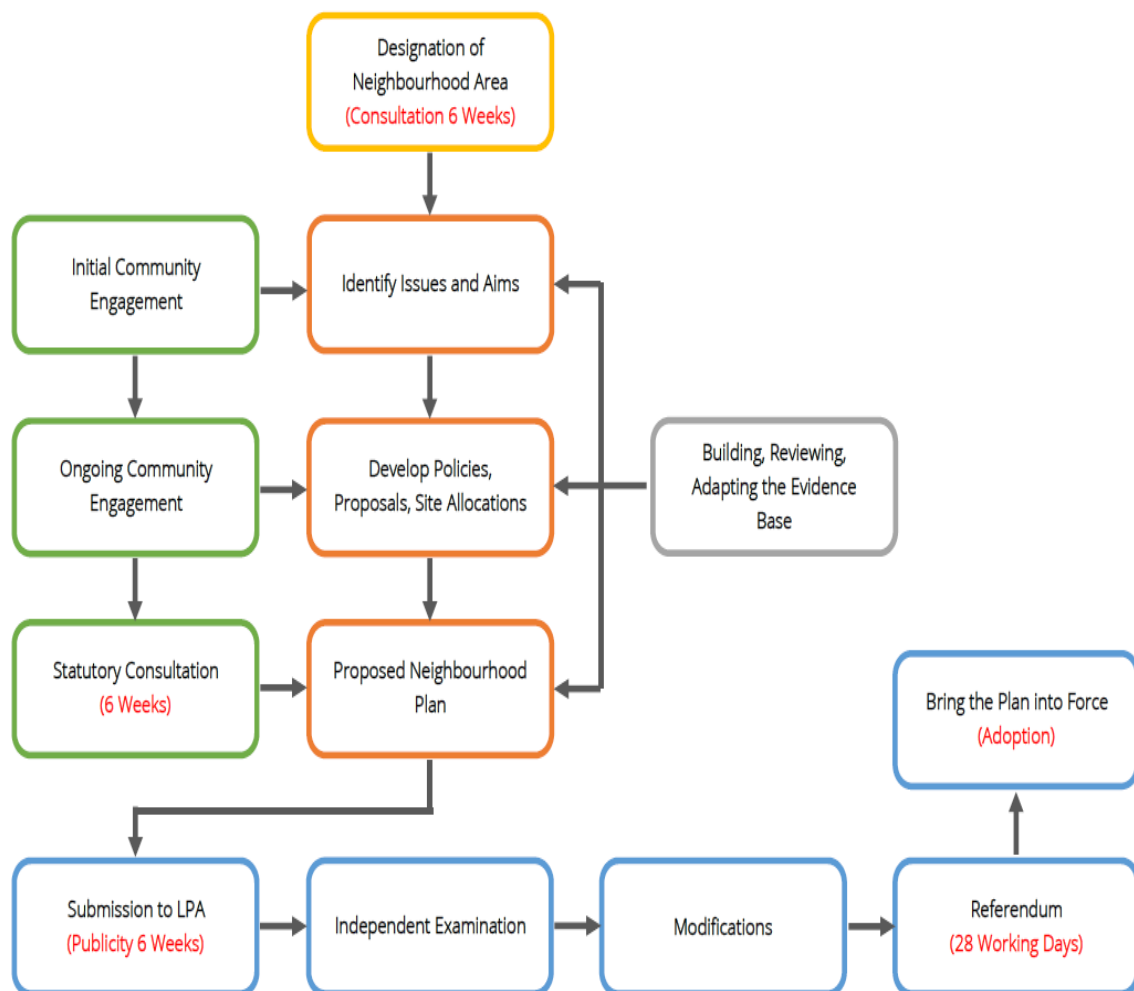 Designation of
Neighbourhood Area
(Consultation 6 Weeks)
Initial Community
Engagement
Identify Issues and Aims
Ongoing Community
Engagement
Develop Policies,
Proposals, Site Allocations
Building, Reviewing,
Adapting the Evidence
Base
Statutory Consultation
(6 Weeks)
Proposed Neighbourhood
Plan
Bring the Plan into Force
(Adoption)
Submission to LPA
(Publicity 6 Weeks)
Independent Examination
Modifications
Referendum
(28 Working Days)